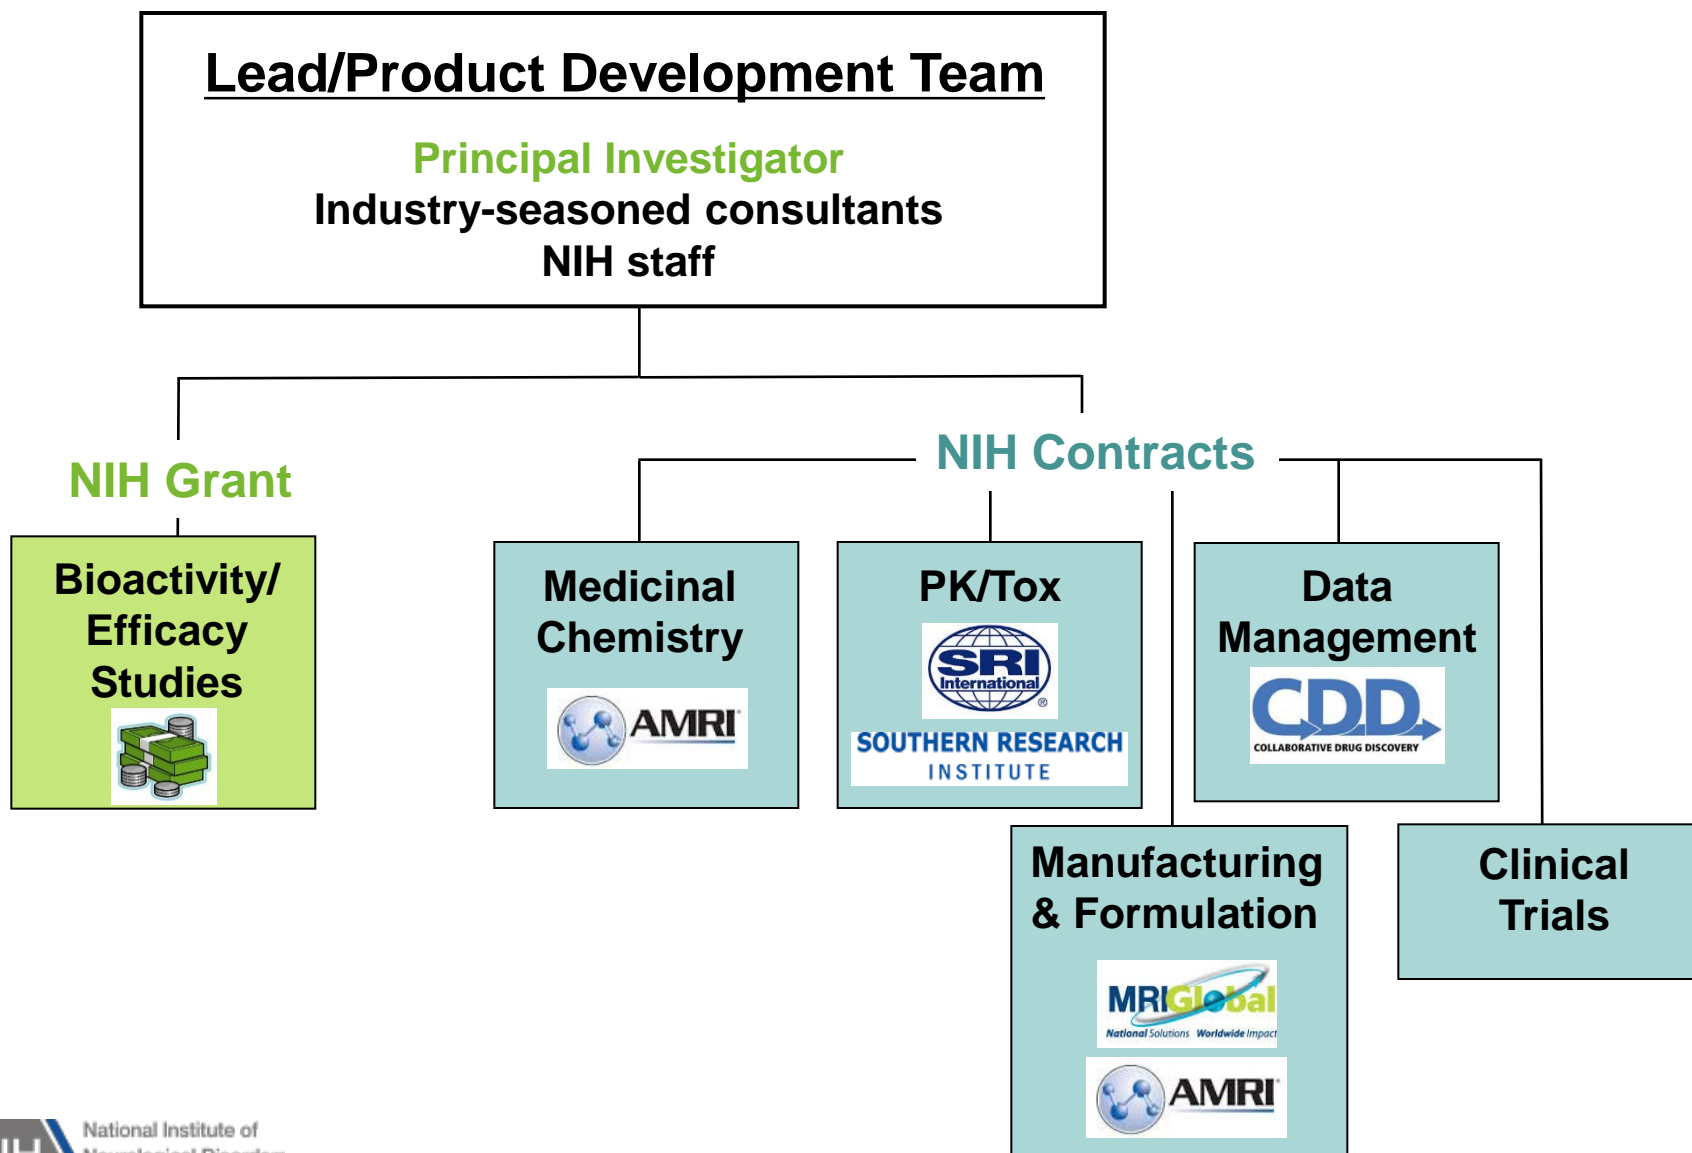 Lead/Product Development Team
Principal Investigator
Industry-seasoned consultants
NIH staff
NIH Grant
NIH Contracts
Bioactivity/
Efficacy
Studies
Medicinal
Chemistry
AMRI
PK/Tox
SRI
International
®
SOUTHERN RESEARCH
INSTITUTE
Data
Management
CDD
COLLABORATIVE DRUG DISCOVERY
Manufacturing
& Formulation
MRIGlobal
National Solutions Worldwide Impact
AMRI
Clinical
Trials
National Institute of